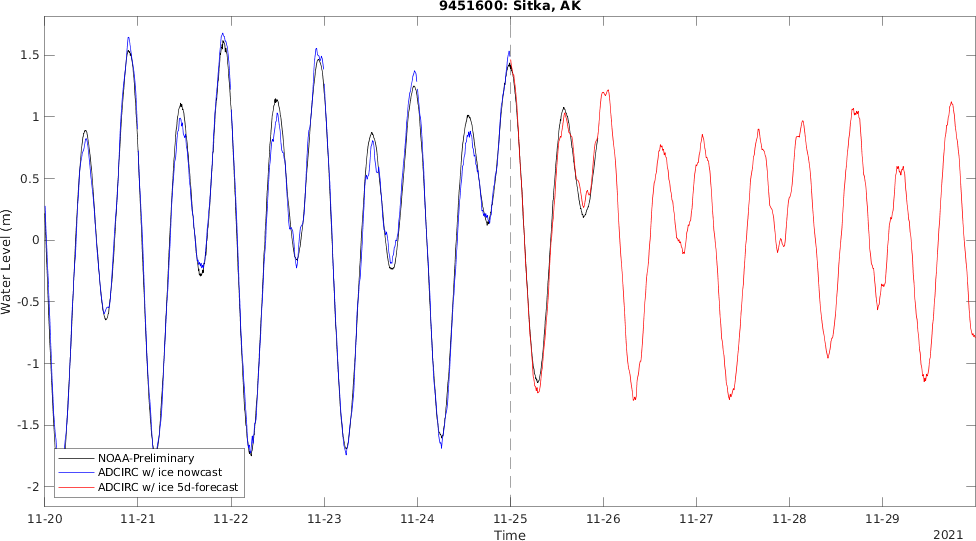 9451600: Sitka, AK
1.5
1
0.5
0
-0.5
-1
-1.5
-2
Water Level (m)
NOAA-Preliminary
ADCIRC w/ ice nowcast
ADCIRC w/ ice 5d-forecast
11-20 11-21 11-22 11-23 11-24 11-25 11-26 11-27 11-28 11-29
Time
2021